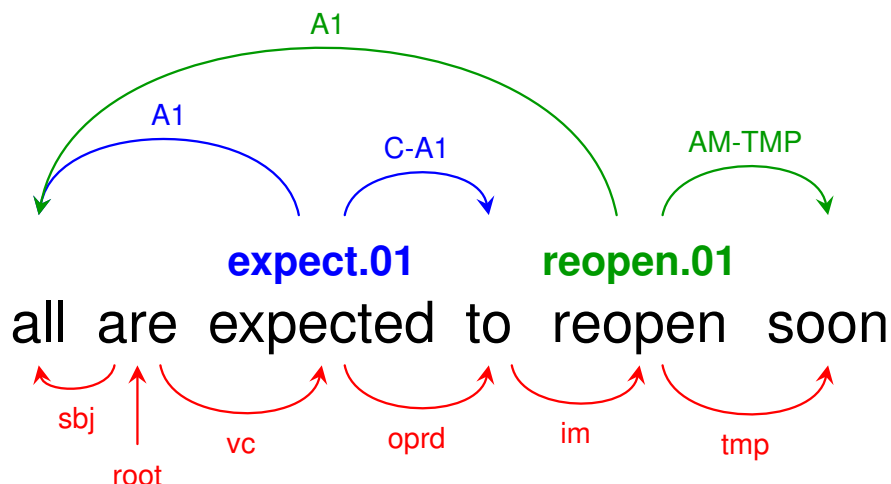 A1
A1
C-A1
AM-TMP
expect.01 reopen.01
all are expected to reopen soon
sbj
vc
oprd
im
tmp
root